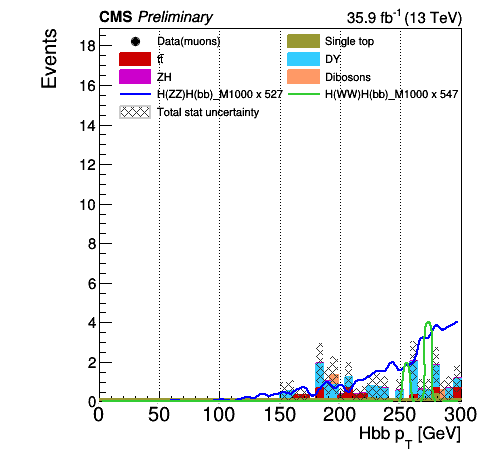 CMS Preliminary 35.9 fb-1 (13 TeV)
Events
Data(muons) Single top
tt̄ DY
ZH Dibosons
H(ZZ)H(bb)_M1000 x 527 H(WW)H(bb)_M1000 x 547
Total stat uncertainty
18
16
14
12
10
8
6
4
2
0
0 50 100 150 200 250 300
Hbb pT [GeV]